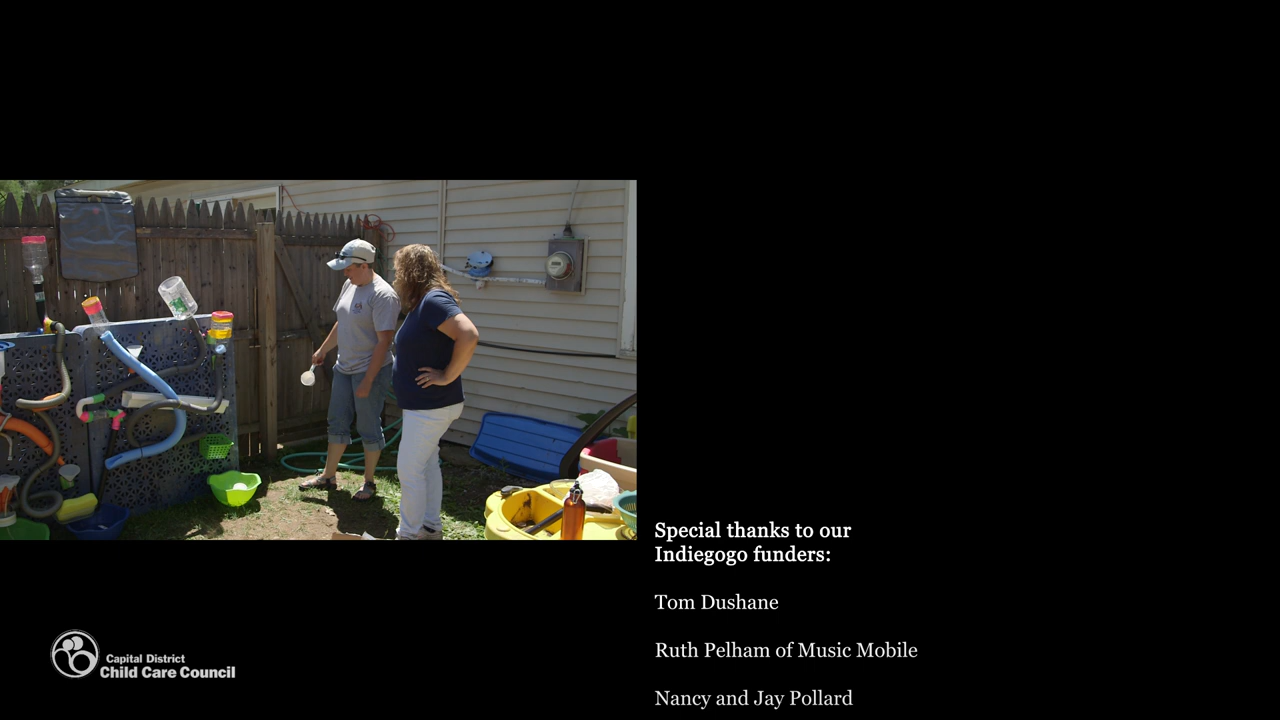 Special thanks to our
Indiegogo funders:
Tom Dushane
Ruth Pelham of Music Mobile
Nancy and Jay Pollard
Capital District
Child Care Council